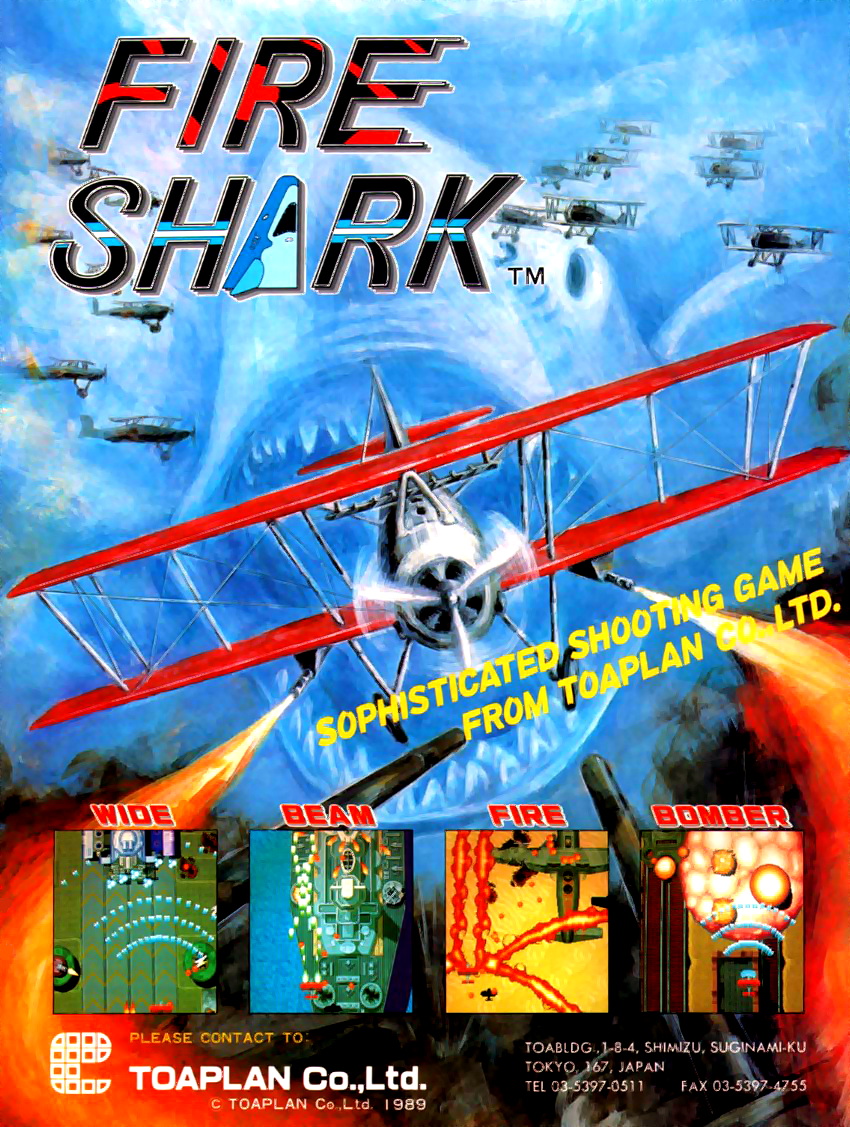 FIRE
SHARK TM
SOPHISTICATED SHOOTING GAME
FROM TOAPLAN CO.,LTD.
WIDE BEAM FIRE BOMBER
PLEASE CONTACT TO:
TOAPLAN Co.,Ltd.
© TOAPLAN Co.,Ltd. 1989
TOABLDG.,1-8-4, SHIMIZU, SUGINAMI-KU
TOKYO, 167, JAPAN
TEL 03-5397-0511 FAX 03-5397-4755